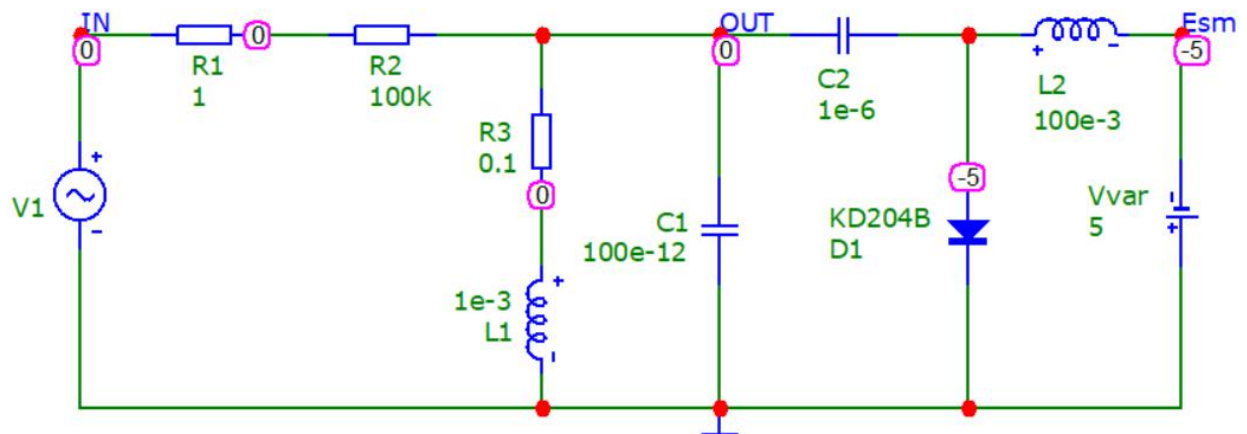 IN
OUT
Esm
0
0
0
-5
R1
1
R2
100k
C2
1e-6
L2
100e-3
+
-
R3
0.1
0
-5
V1
+
-
C1
100e-12
KD204B
D1
Vvar
5
-
+
1e-3
L1
+
-